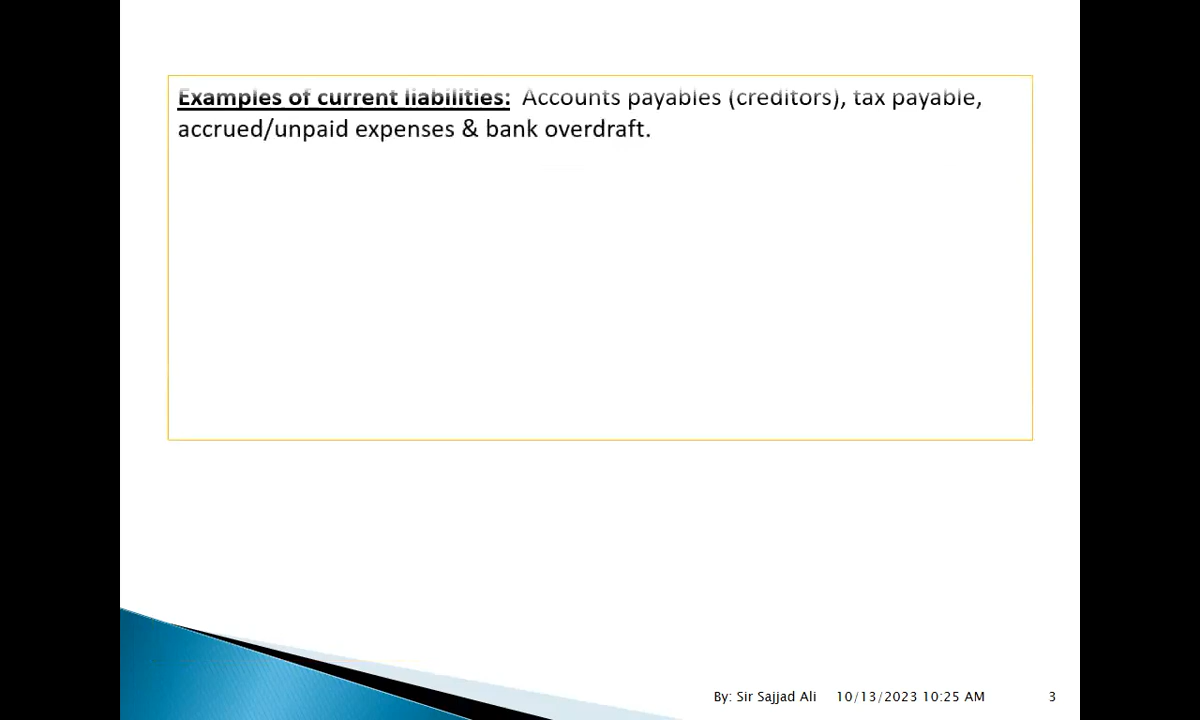 Examples of current liabilities: Accounts payables (creditors), tax payable,
accrued/unpaid expenses & bank overdraft.
By: Sir Sajjad Ali 10/13/2023 10:25 AM 3